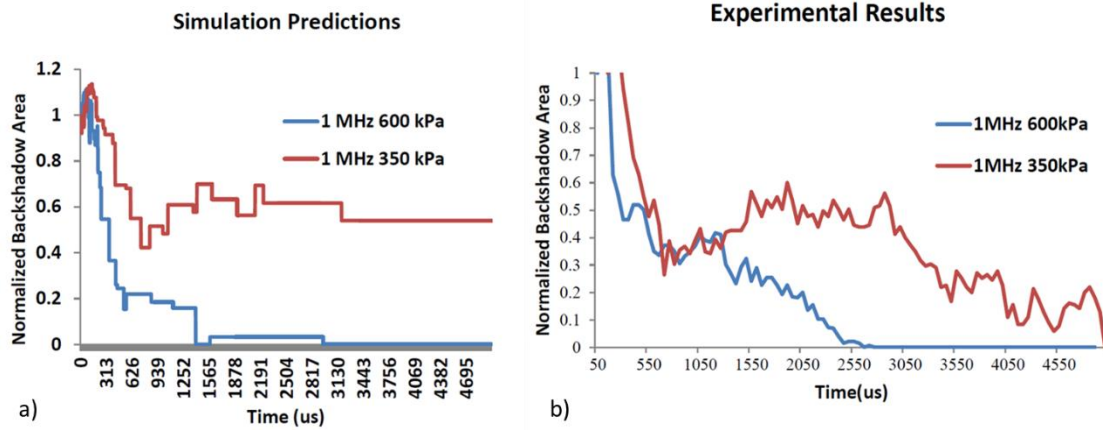 Simulation Predictions
Normalized Backshadow Area
1.2
1
0.8
0.6
0.4
0.2
0
1 MHz 600 kPa
1 MHz 350 kPa
0 313 626 939 1252 1565 1878 2191 2504 2817 3130 3443 3756 4069 4382 4695
Time (us)
a)
Experimental Results
Normalized Backshadow Area
1
0.9
0.8
0.7
0.6
0.5
0.4
0.3
0.2
0.1
0
1MHz 600kPa
1MHz 350kPa
50 550 1050 1550 2050 2550 3050 3550 4050 4550
Time(us)
b)